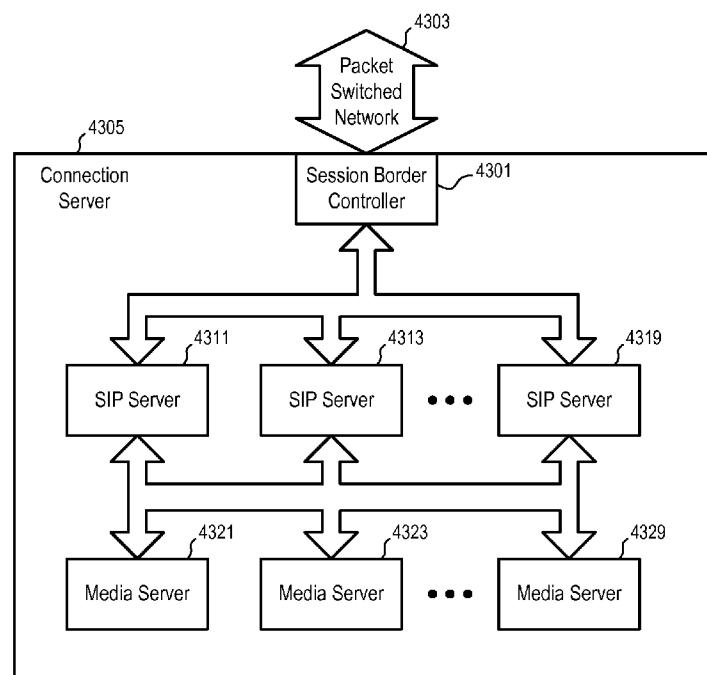 4303
Packet
Switched
Network
4305
Connection
Server
Session Border
Controller
4301
4311
4313
4319
SIP Server
SIP Server
SIP Server
4321
4323
4329
Media Server
Media Server
Media Server